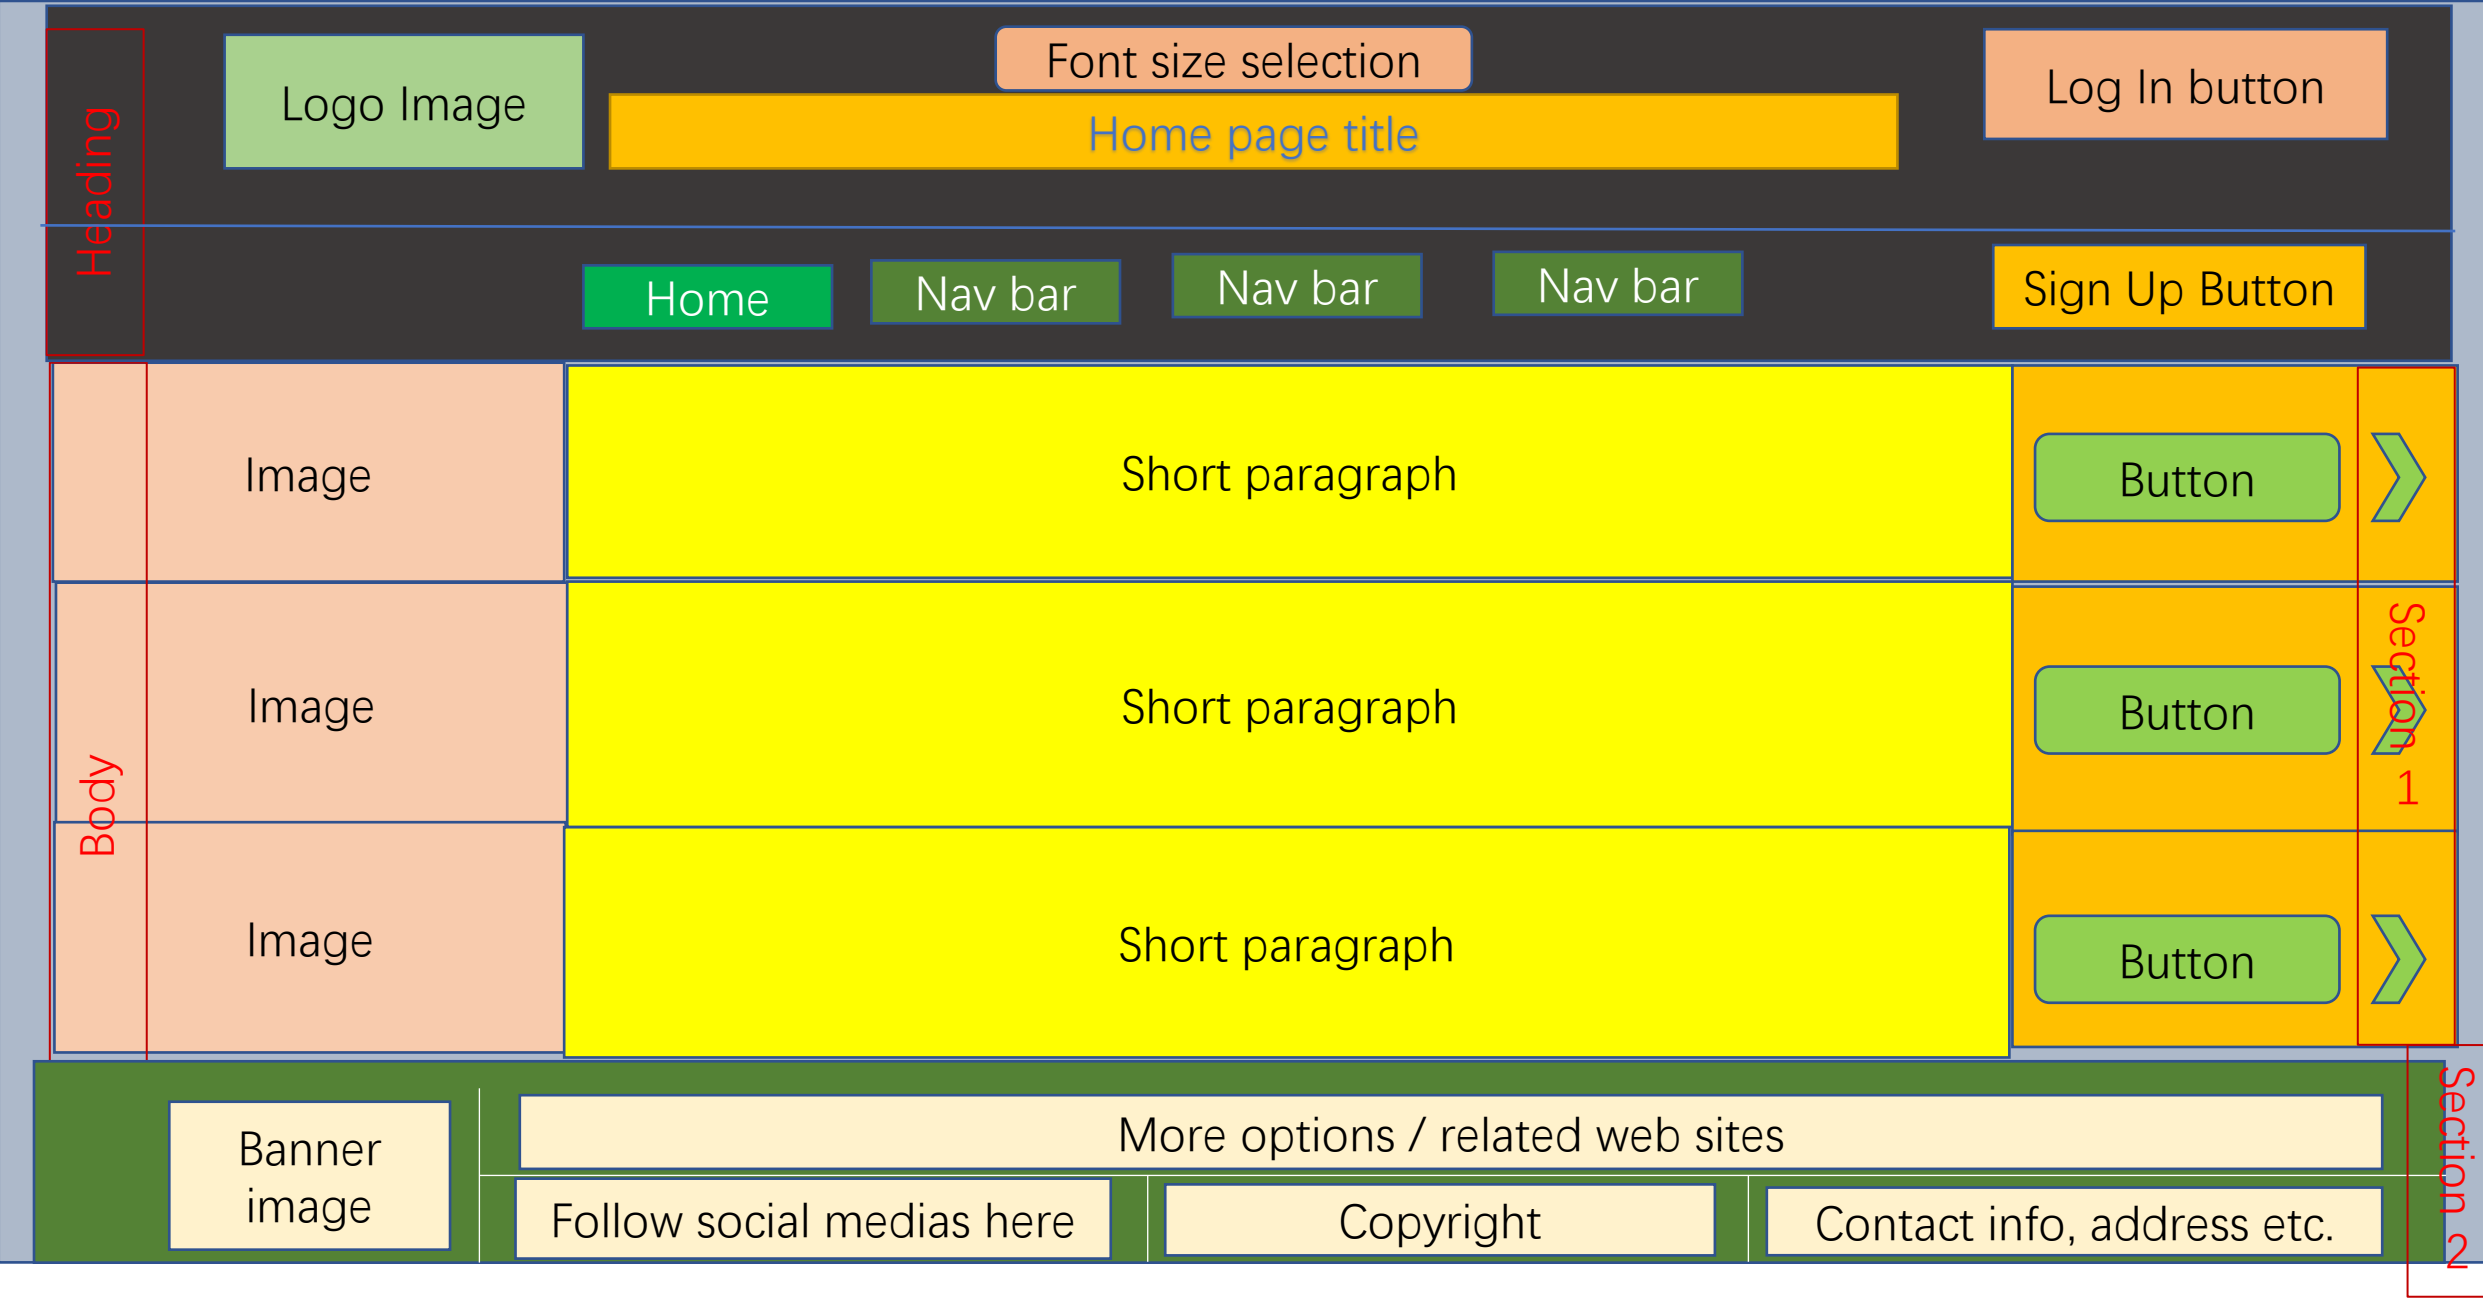 Heading
Logo Image
Font size selection
Home page title
Log In button
Home
Nav bar
Nav bar
Nav bar
Sign Up Button
Body
Image
Short paragraph
Button
Image
Short paragraph
Button
Section 1
Image
Short paragraph
Button
Banner
image
More options / related web sites
Follow social medias here
Copyright
Contact info, address etc.
Section 2